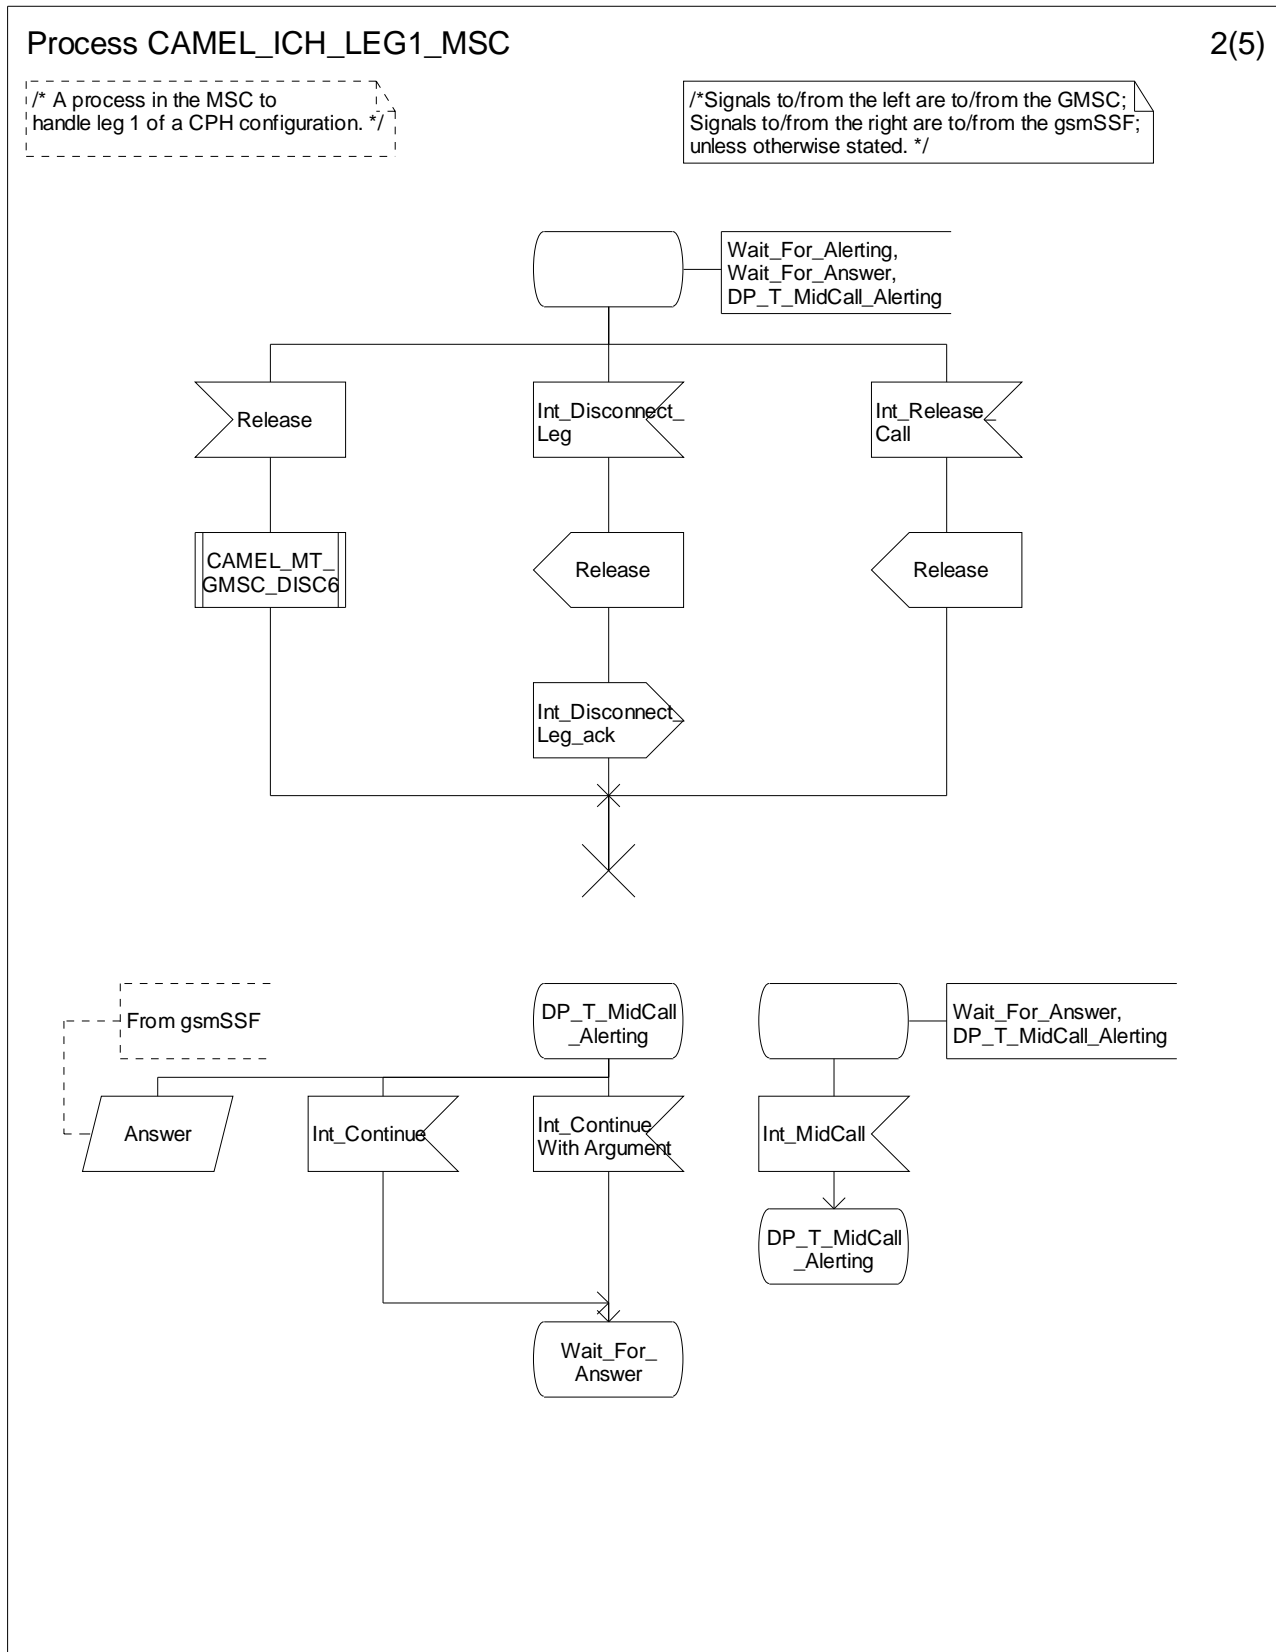 Process CAMEL_ICH_LEG1_MSC
2(5)
/* A process in the MSC to
handle leg 1 of a CPH configuration. */
/*Signals to/from the left are to/from the GMSC;
Signals to/from the right are to/from the gsmSSF;
unless otherwise stated. */
Wait_For_Alerting,
Wait_For_Answer,
DP_T_MidCall_Alerting
Release
Int_Disconnect_
Leg
Int_Release_
Call
CAMEL_MT_
GMSC_DISC6
Release
Release
Int_Disconnect_
Leg_ack
From gsmSSF
DP_T_MidCall
_Alerting
Wait_For_Answer,
DP_T_MidCall_Alerting
Answer
Int_Continue
Int_Continue_
With Argument
Int_MidCall
DP_T_MidCall
_Alerting
Wait_For_
Answer